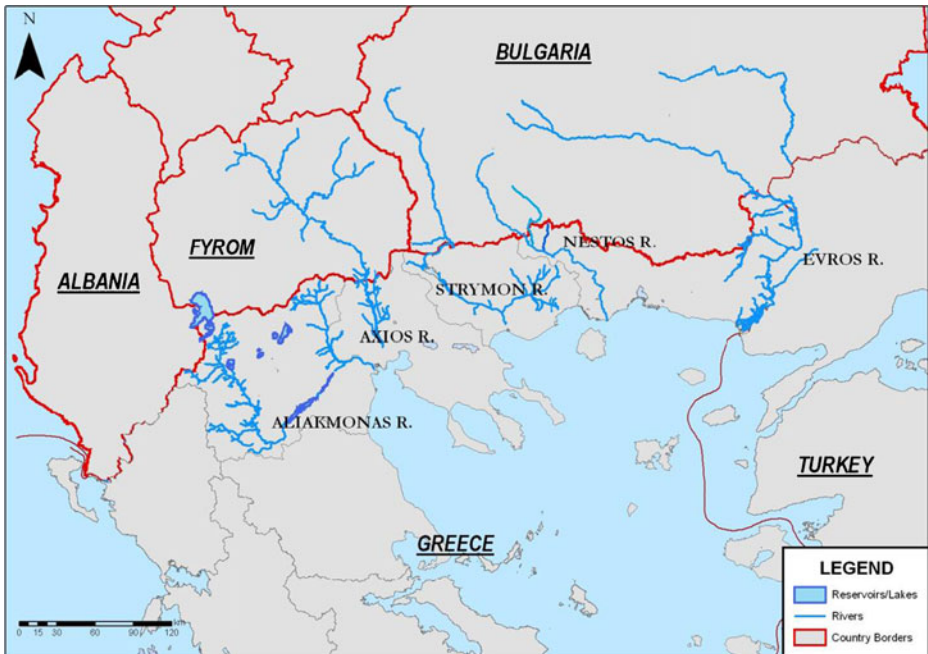 N
BULGARIA
FYROM
NESTOS R.
ALBANIA
EVROS R.
STRYMON R.
AXIOS R.
ALIAKMONAS R.
TURKEY
GREECE
LEGEND
Reservoirs/Lakes
Rivers
Country Borders
0 15 30 60 90 120